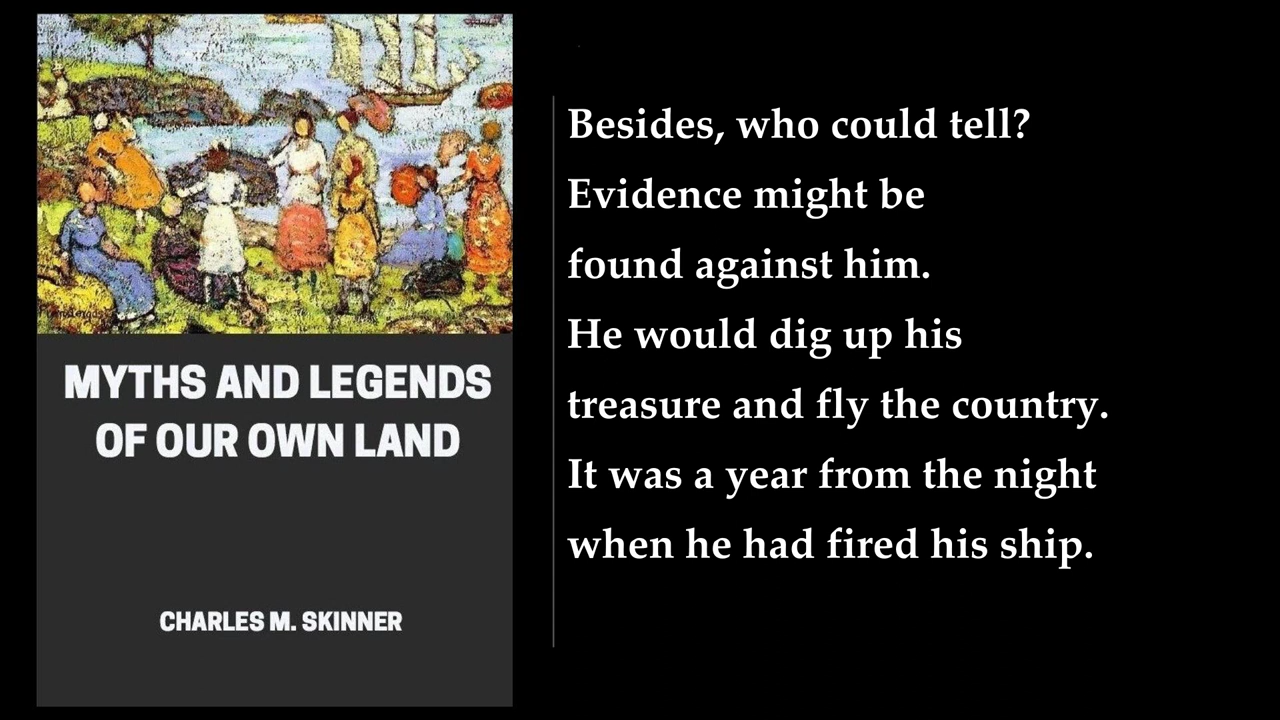 MYTHS AND LEGENDS
OF OUR OWN LAND
CHARLES M. SKINNER
Besides, who could tell?
Evidence might be
found against him.
He would dig up his
treasure and fly the country.
It was a year from the night
when he had fired his ship.